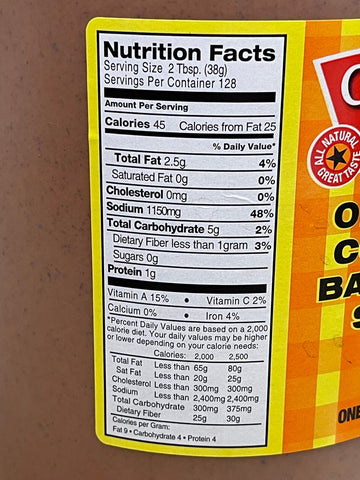 Nutrition Facts
Serving Size 2 Tbsp. (38g)
Servings Per Container 128
Amount Per Serving
Calories 45 Calories from Fat 25
% Daily Value*
Total Fat 2.5g 4%
Saturated Fat 0g 0%
Cholesterol 0mg 0%
Sodium 1150mg 48%
Total Carbohydrate 5g 2%
Dietary Fiber less than 1gram 3%
Sugars 0g
Protein 1g
Vitamin A 15% • Vitamin C 2%
Calcium 0% • Iron 4%
*Percent Daily Values are based on a 2,000
calorie diet. Your daily values may be higher
or lower depending on your calorie needs:
Calories: 2,000 2,500
Total Fat Less than 65g 80g
Sat Fat Less than 20g 25g
Cholesterol Less than 300mg 300mg
Sodium Less than 2,400mg 2,400mg
Total Carbohydrate 300mg 375mg
Dietary Fiber 25g 30g
Calories per Gram:
Fat 9 • Carbohydrate 4 • Protein 4
ALL NATURAL
GREAT TASTE
O
C
BA
S
ONE